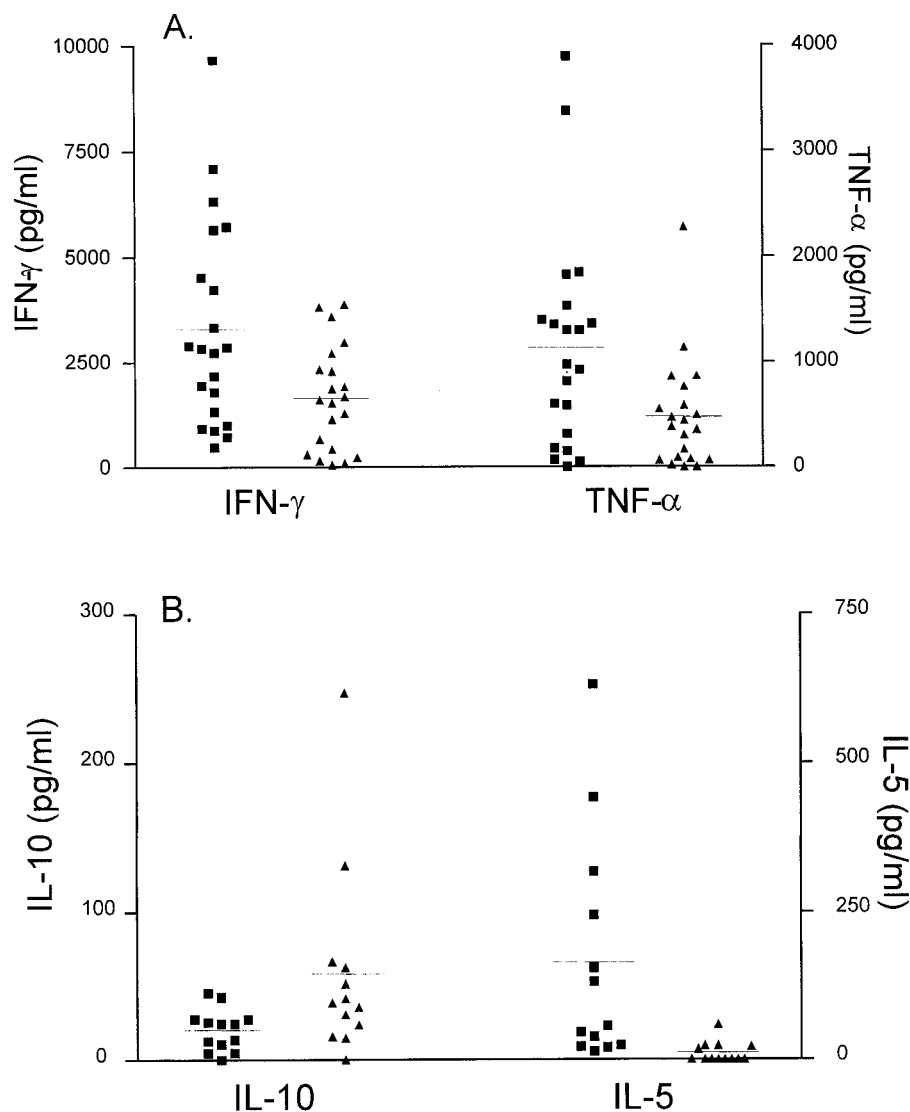 A.
10000
7500
5000
2500
0
IFN-γ (pg/ml)
4000
3000
2000
1000
0
TNF-α (pg/ml)
IFN-γ
TNF-α
B.
300
200
100
0
IL-10 (pg/ml)
750
500
250
0
IL-5 (pg/ml)
IL-10
IL-5